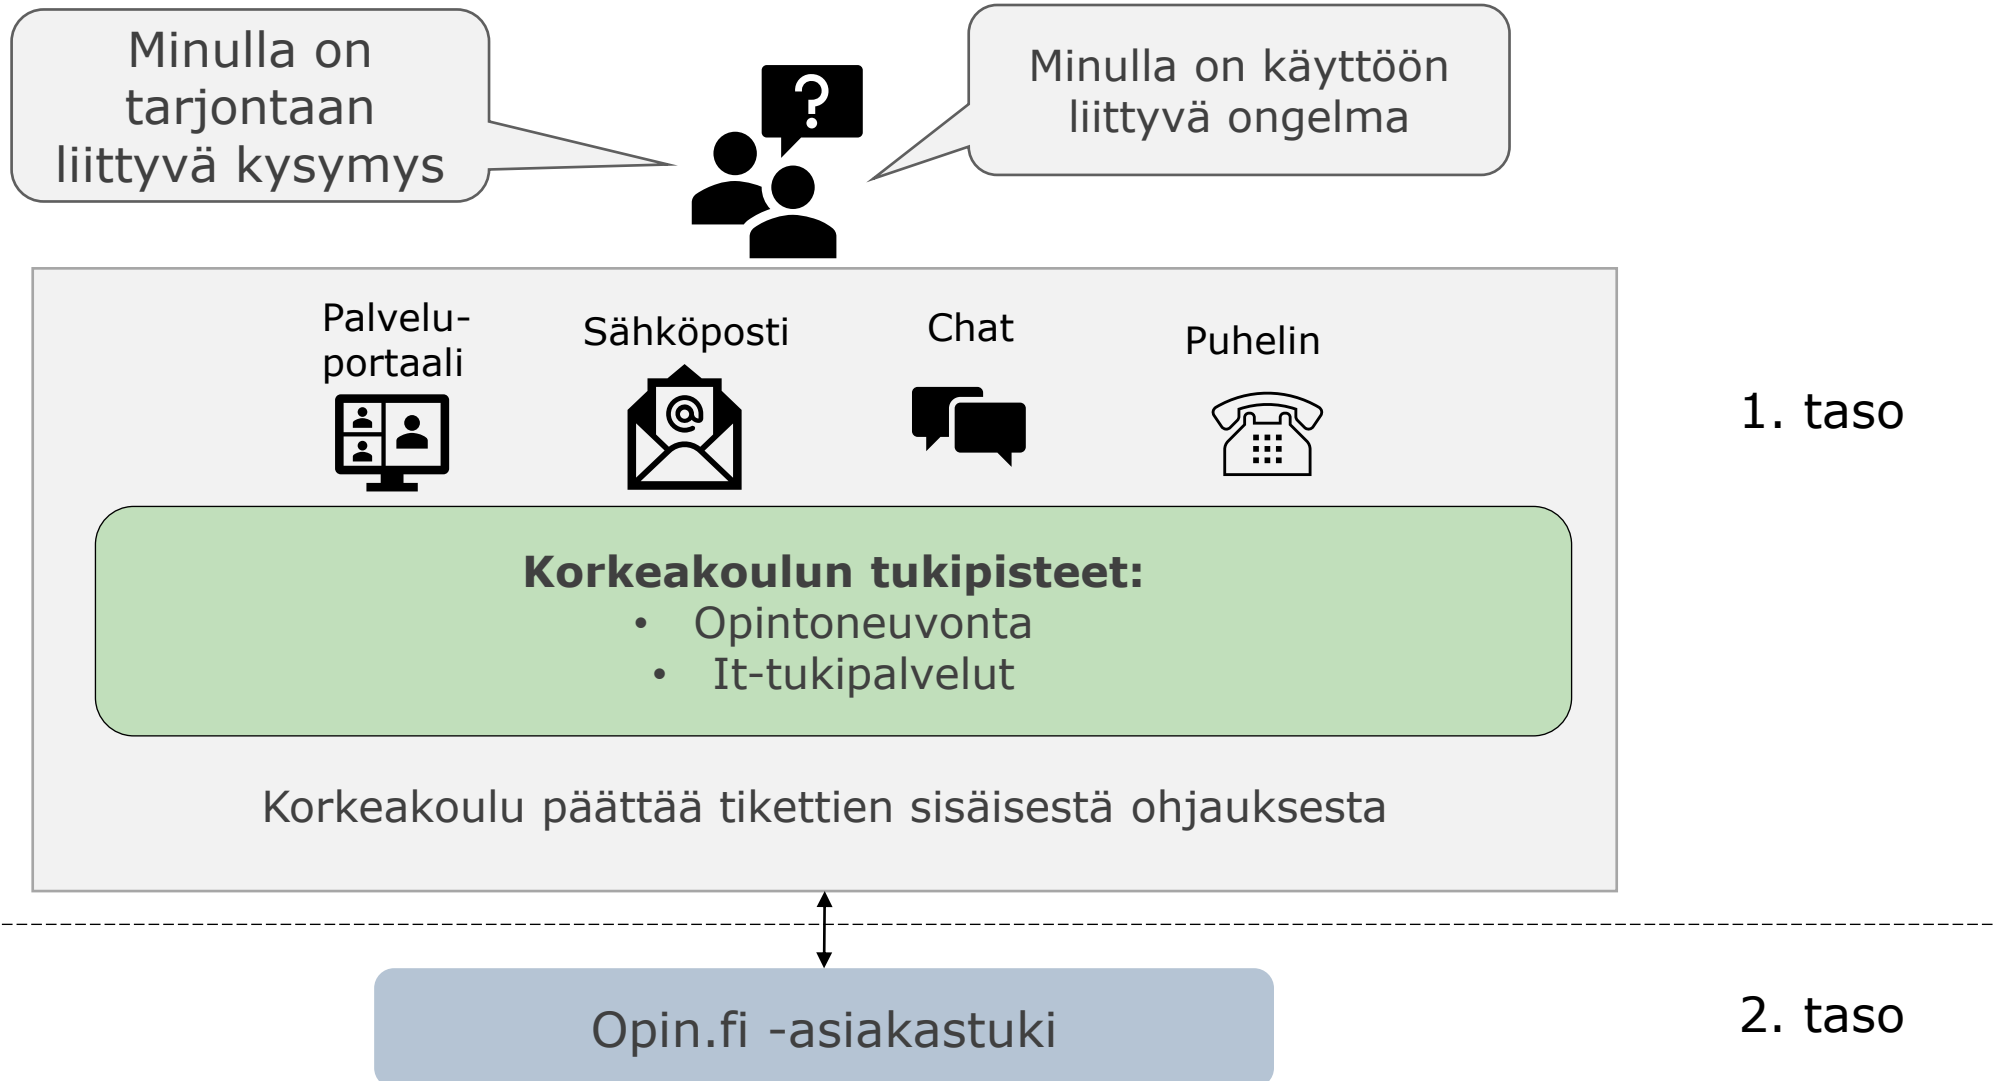 Minulla on
tarjontaan
liittyvä kysymys
?
Minulla on käyttöön
liittyvä ongelma
Palvelu-
portaali
Sähköposti
@
Chat
Puhelin
1. taso
Korkeakoulun tukipisteet:
• Opintoneuvonta
• It-tukipalvelut
Korkeakoulu päättää tikettien sisäisestä ohjauksesta
Opin.fi -asiakastuki
2. taso